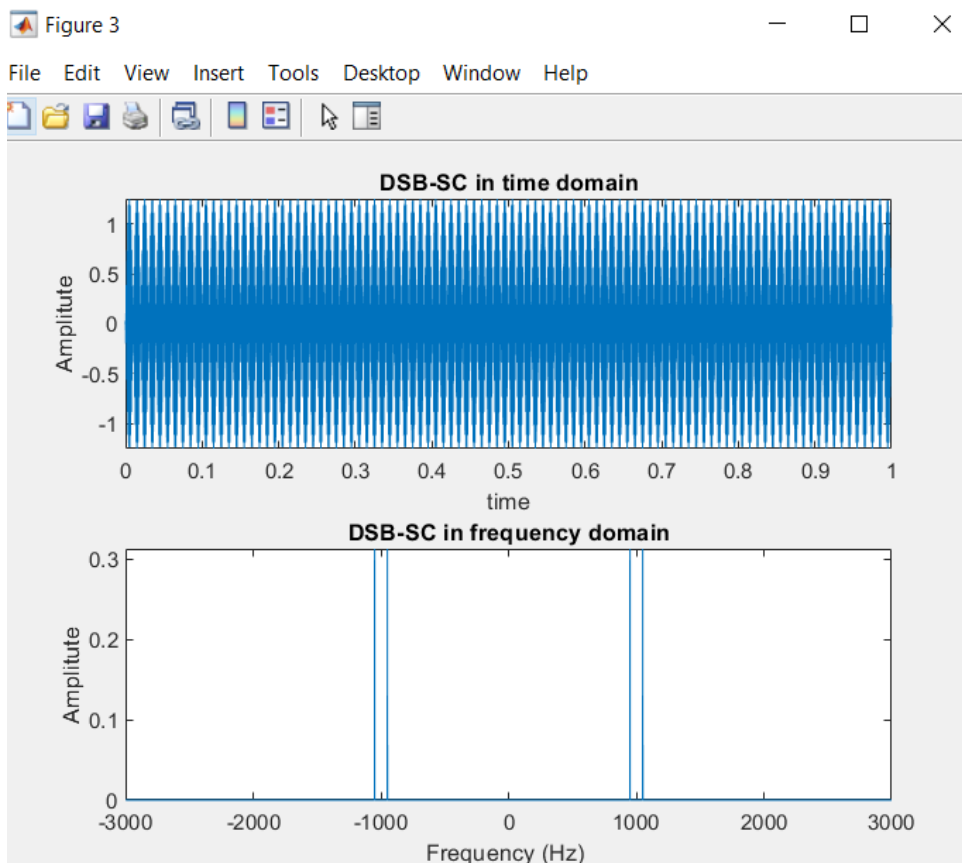 Figure 3
File Edit View Insert Tools Desktop Window Help
DSB-SC in time domain
1
0.5
0
-0.5
-1
Amplitute
0 0.1 0.2 0.3 0.4 0.5 0.6 0.7 0.8 0.9 1
time
DSB-SC in frequency domain
0.3
0.2
0.1
0
Amplitute
-3000 -2000 -1000 0 1000 2000 3000
Frequency (Hz)